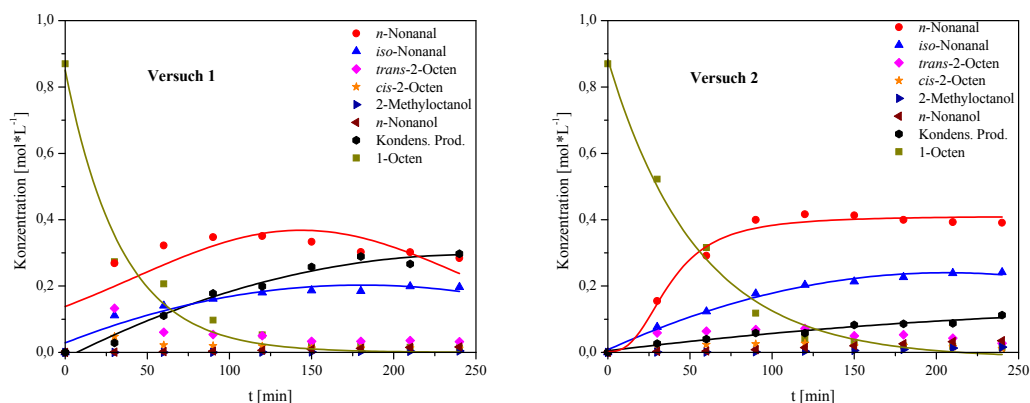 Versuch 1
n-Nonanal
iso-Nonanal
trans-2-Octen
cis-2-Octen
2-Methyloctanol
n-Nonanol
Kondens. Prod.
1-Octen
Konzentration [mol*L⁻¹]
1,0
0,8
0,6
0,4
0,2
0,0
0 50 100 150 200 250
t [min]
Versuch 2
n-Nonanal
iso-Nonanal
trans-2-Octen
cis-2-Octen
2-Methyloctanol
n-Nonanol
Kondens. Prod.
1-Octen
Konzentration [mol*L⁻¹]
1,0
0,8
0,6
0,4
0,2
0,0
0 50 100 150 200 250
t [min]